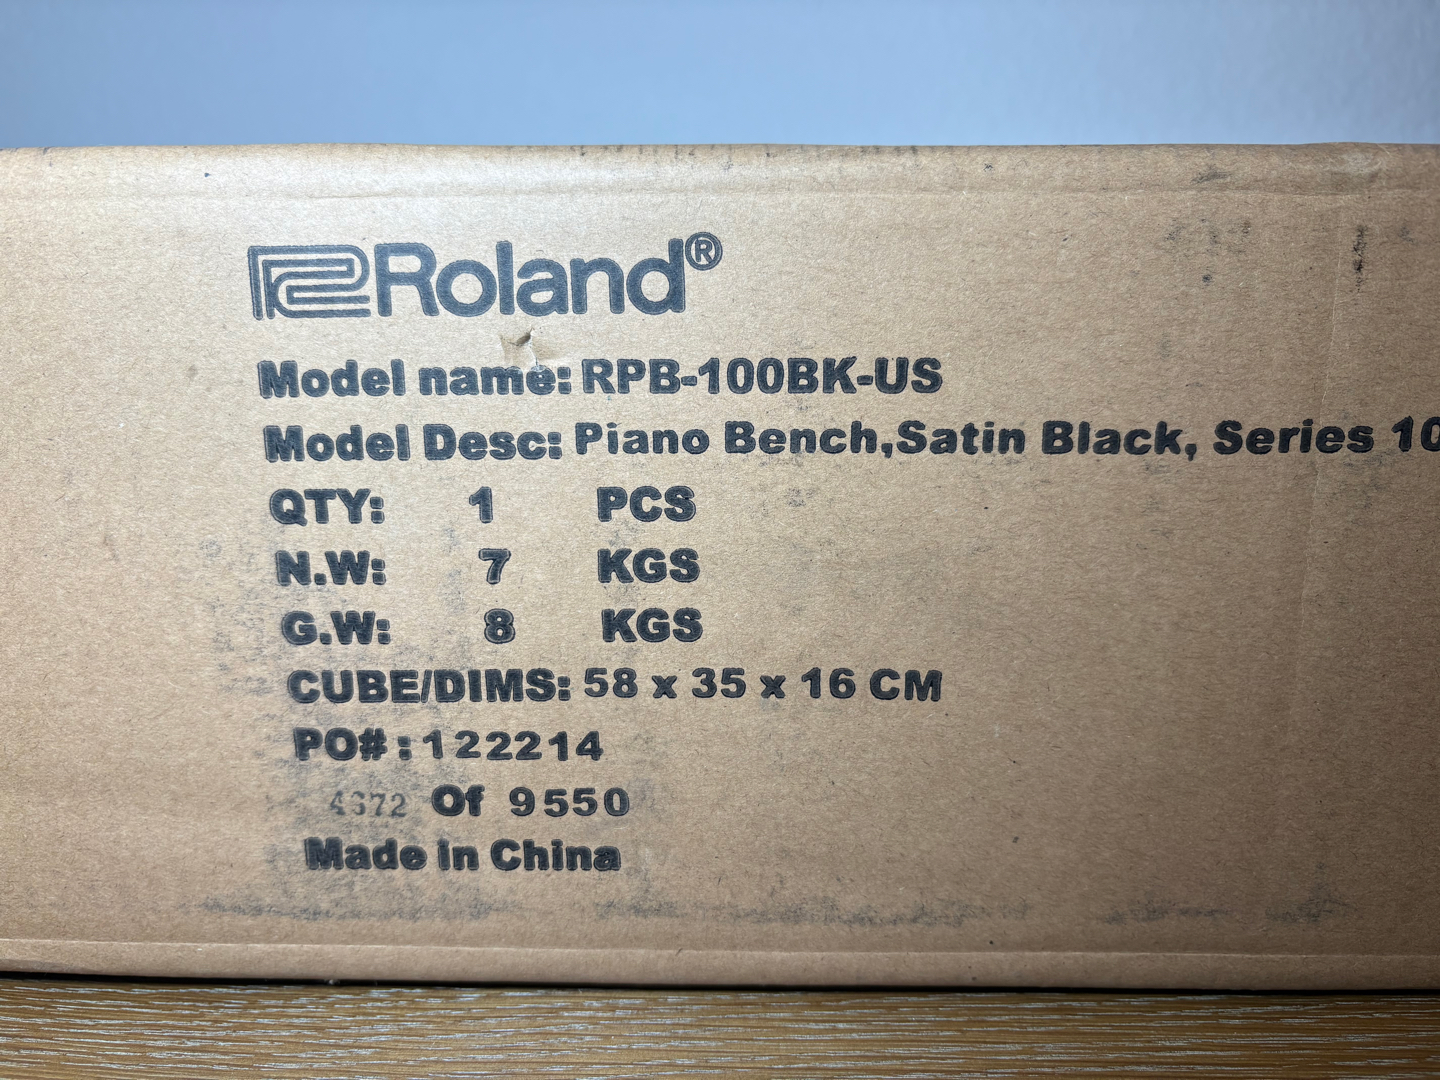 Roland®
Model name: RPB-100BK-US
Model Desc: Piano Bench,Satin Black, Series 10
QTY: 1 PCS
N.W: 7 KGS
G.W: 8 KGS
CUBE/DIMS: 58 x 35 x 16 CM
PO# : 122214
4672 Of 9550
Made in China